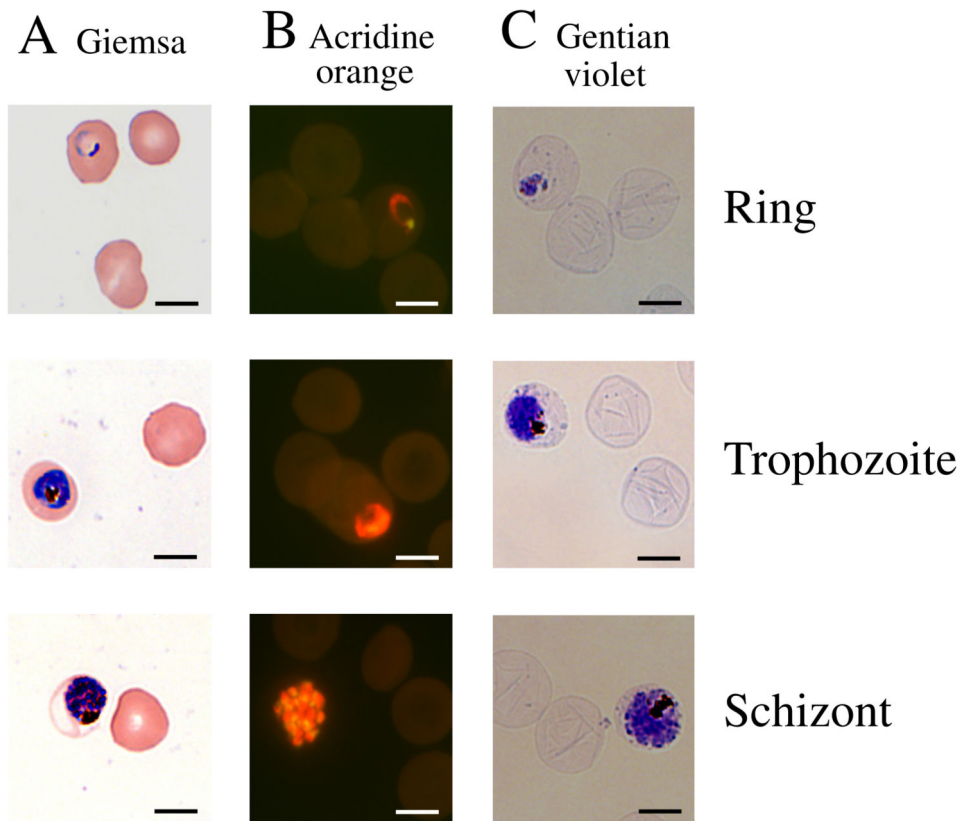 A Giemsa
B Acridine
orange
C Gentian
violet
Ring
Trophozoite
Schizont